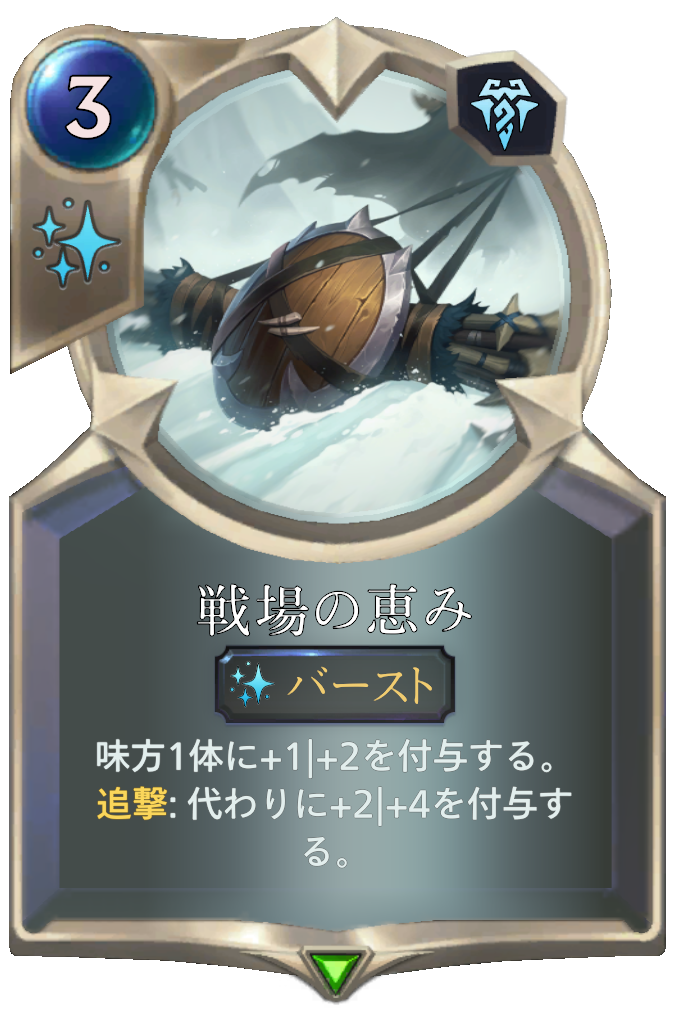 3
戦場の恵み
バースト
味方1体に+1|+2を付与する。
追撃: 代わりに+2|+4を付与す
る。